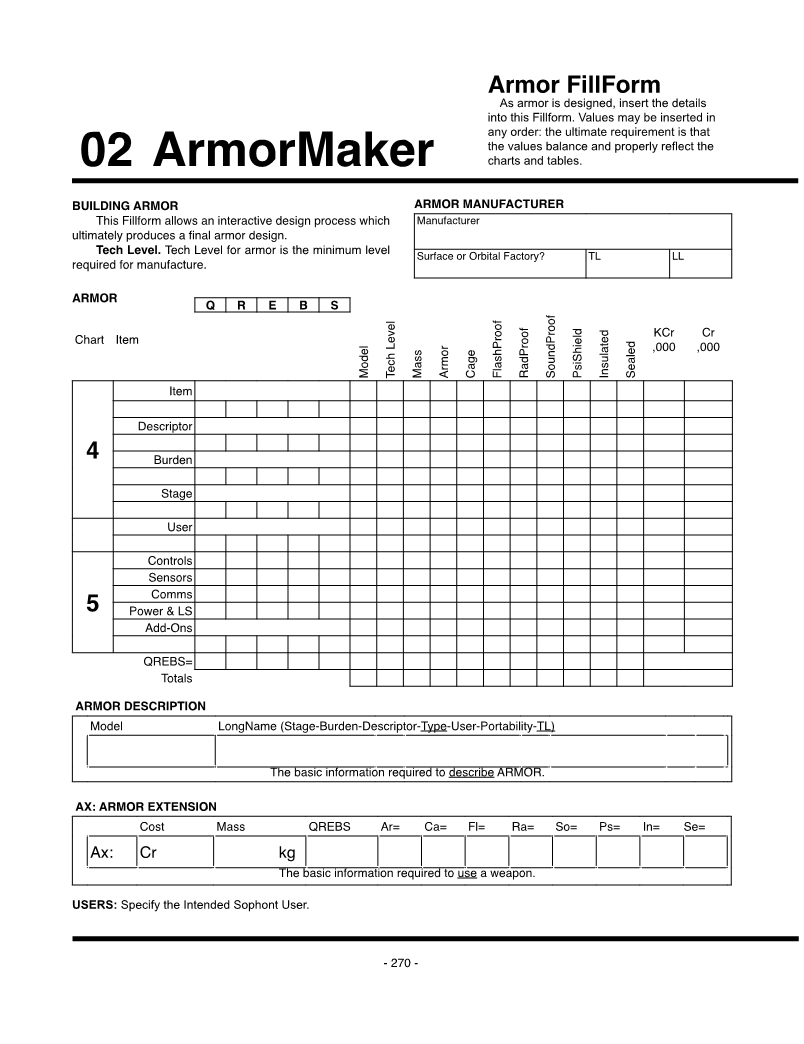 Armor FillForm
As armor is designed, insert the details
into this Fillform. Values may be inserted in
any order: the ultimate requirement is that
the values balance and properly reflect the
charts and tables.
02 ArmorMaker
BUILDING ARMOR
This Fillform allows an interactive design process which
ultimately produces a final armor design.
Tech Level. Tech Level for armor is the minimum level
required for manufacture.
ARMOR MANUFACTURER
Manufacturer
Surface or Orbital Factory? TL LL
ARMOR
Q R E B S
Chart Item
Model
Tech Level
Mass
Armor
Cage
FlashProof
RadProof
SoundProof
PsiShield
Insulated
Sealed
KCr
,000
Cr
,000
4
Item
Descriptor
Burden
Stage
User
5
Controls
Sensors
Comms
Power & LS
Add-Ons
QREBS=
Totals
ARMOR DESCRIPTION
Model LongName (Stage-Burden-Descriptor-Type-User-Portability-TL)
The basic information required to describe ARMOR.
AX: ARMOR EXTENSION
Cost Mass QREBS Ar= Ca= Fl= Ra= So= Ps= In= Se=
Ax: Cr kg
The basic information required to use a weapon.
USERS: Specify the Intended Sophont User.
- 270 -